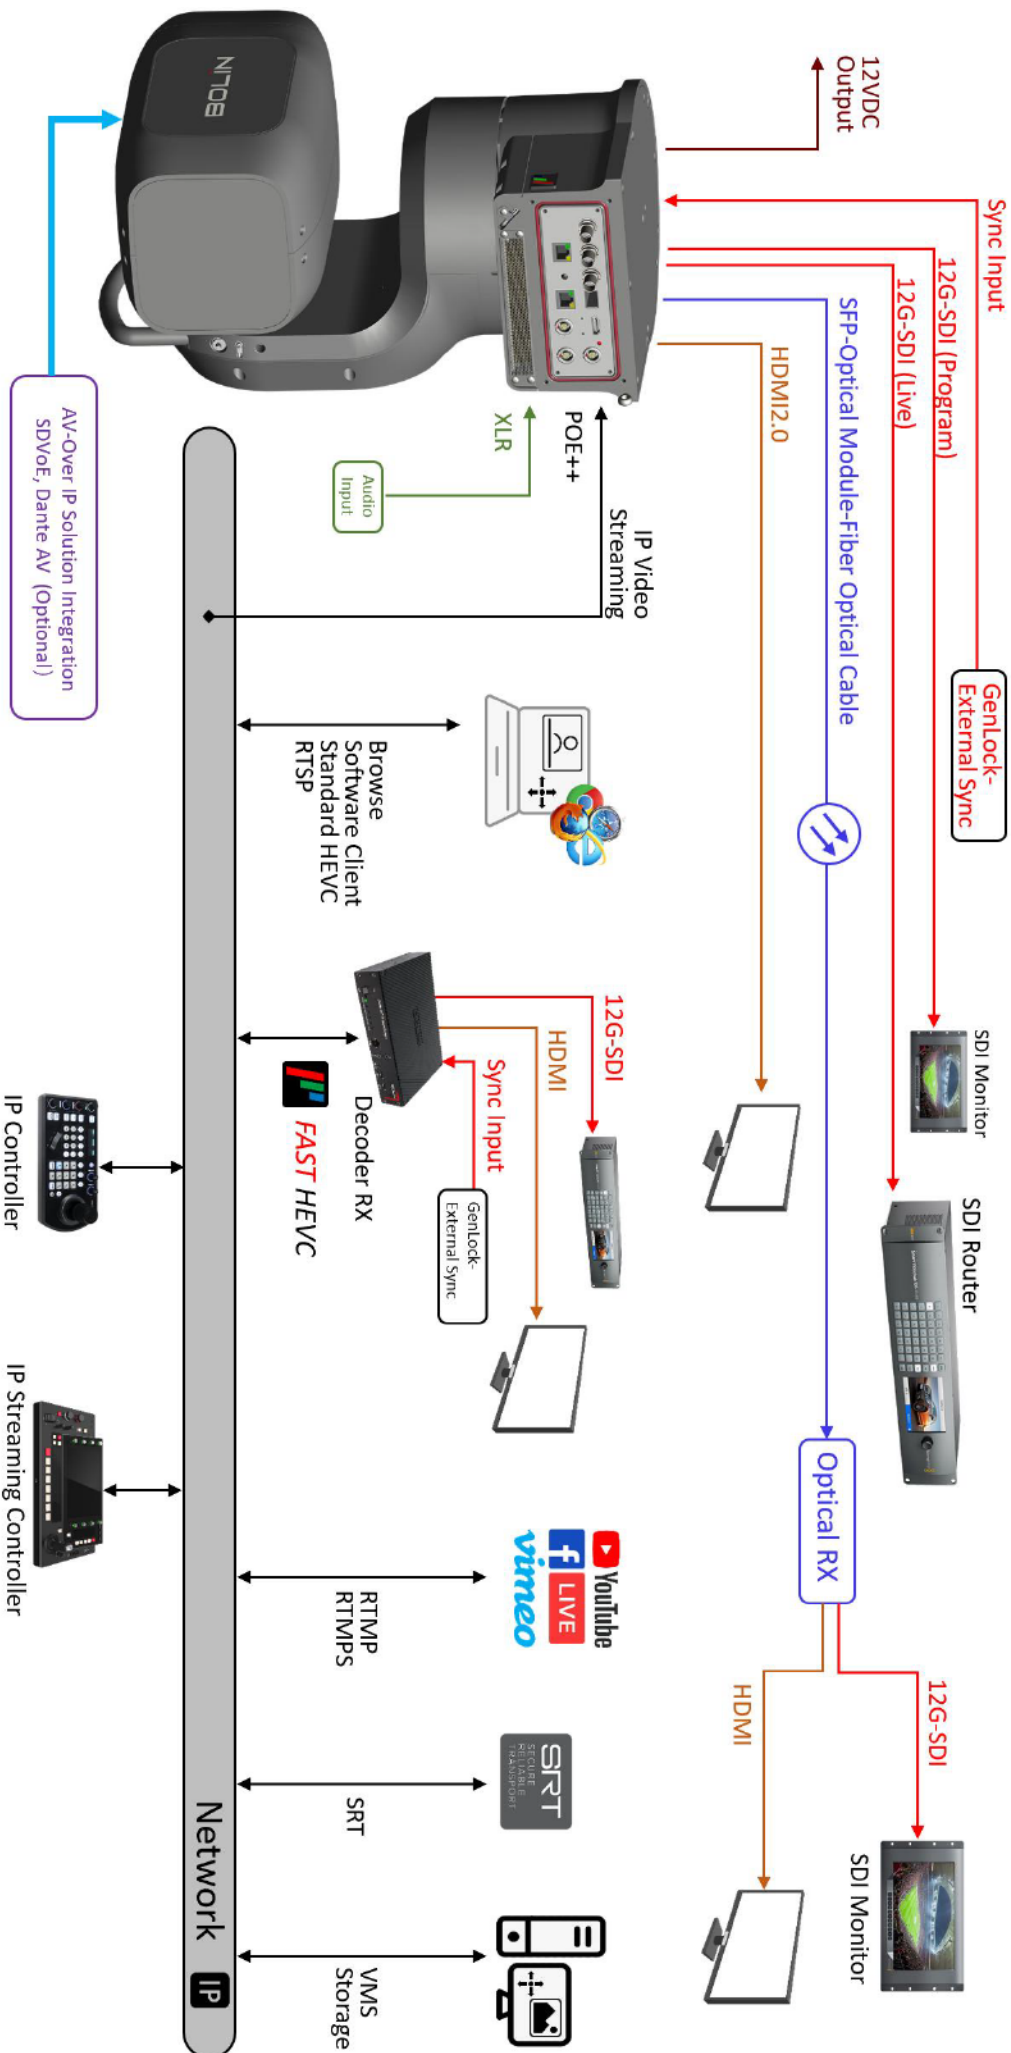 12VDC
Output
Sync Input
GenLock-
External Sync
12G-SDI (Program)
SDI Monitor
12G-SDI (Live)
SDI Router
SFP-Optical Module-Fiber Optical Cable
Optical RX
12G-SDI
SDI Monitor
HDMI
HDMI2.0
BOLIN
POE++
IP Video
Streaming
XLR
Audio
Input
AV-Over IP Solution Integration
SDVoE, Dante AV (Optional)
Browse
Software Client
Standard HEVC
RTSP
12G-SDI
HDMI
Sync Input
GenLock-
External Sync
Decoder RX
FAST HEVC
YouTube
f LIVE
vimeo
RTMP
RTMPS
SRT
SECURE
RELIABLE
TRANSPORT
SRT
VMS
Storage
Network IP
IP Controller
IP Streaming Controller